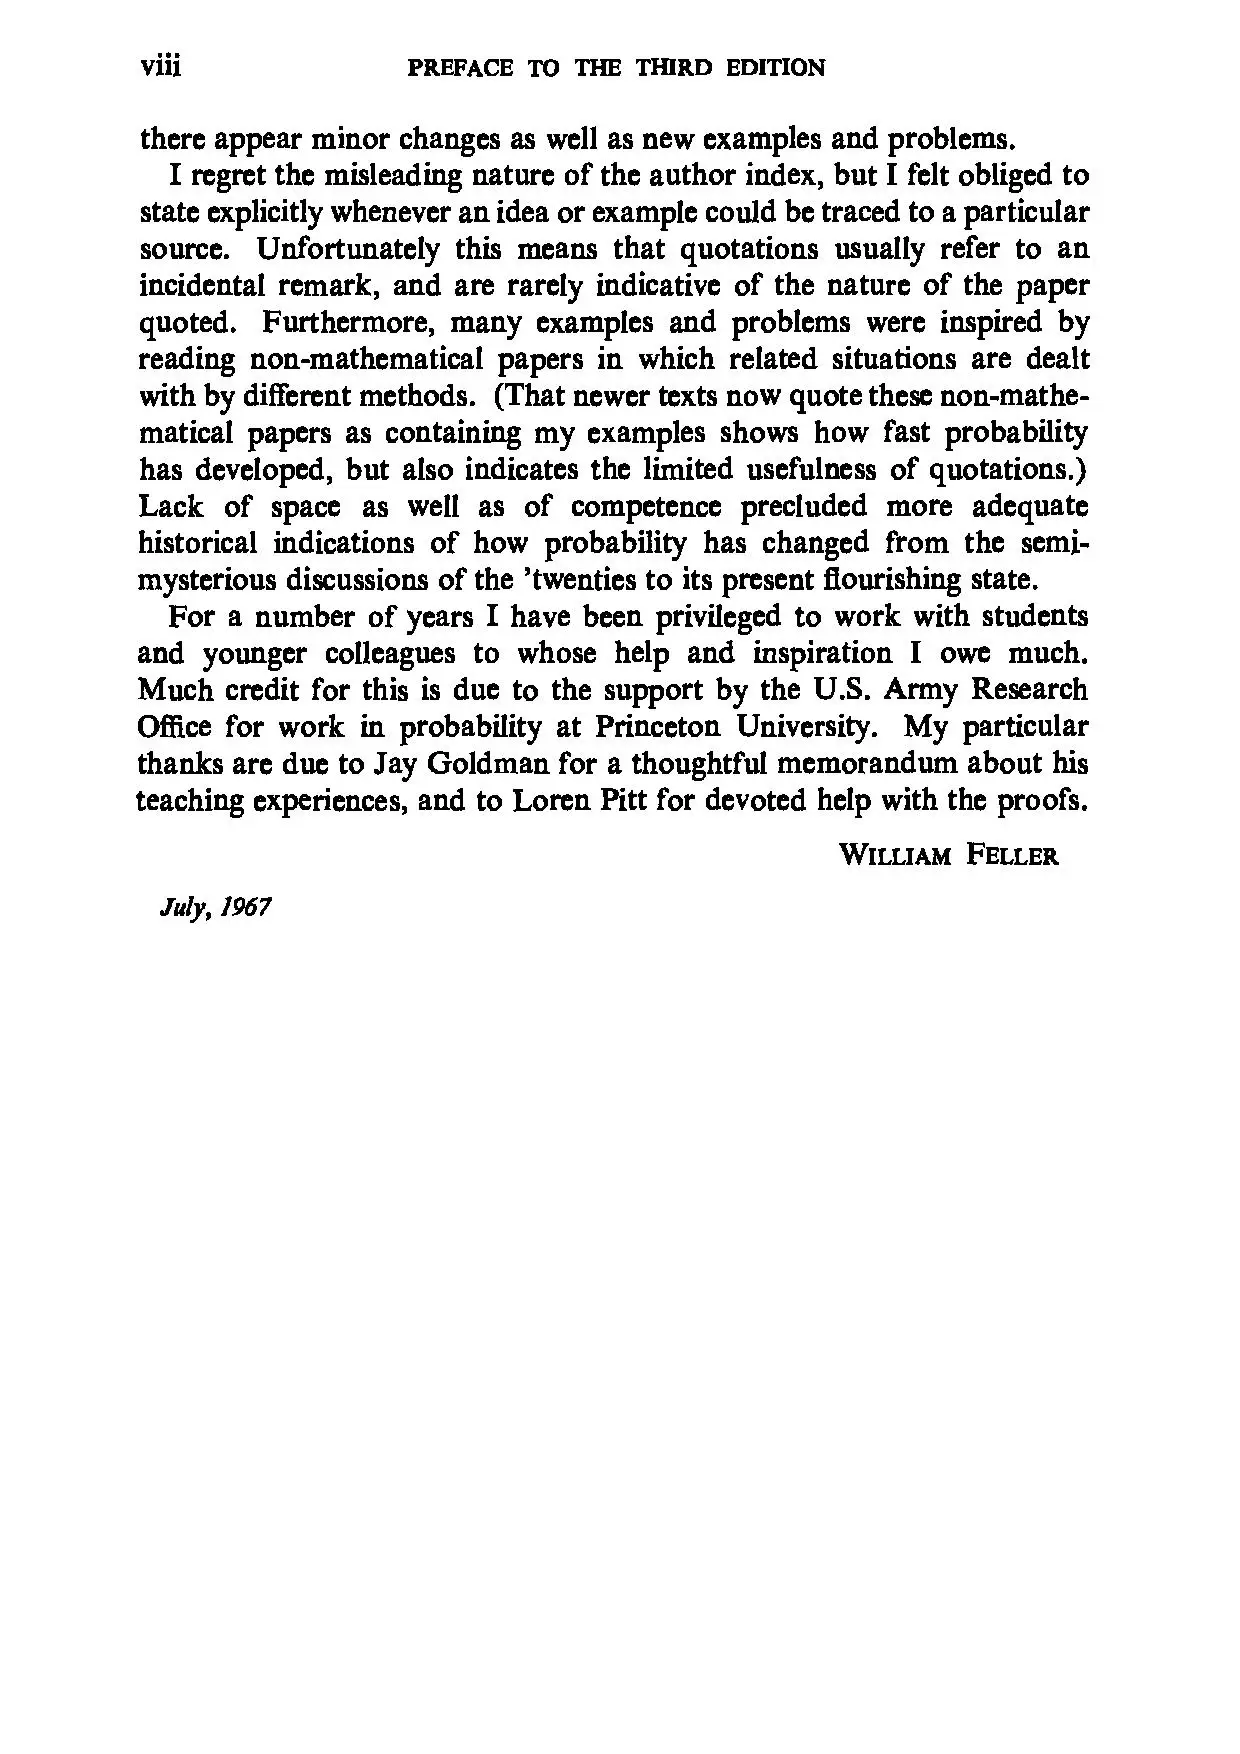 viii PREFACE TO THE THIRD EDITION
there appear minor changes as well as new examples and problems.
I regret the misleading nature of the author index, but I felt obliged to
state explicitly whenever an idea or example could be traced to a particular
source. Unfortunately this means that quotations usually refer to an
incidental remark, and are rarely indicative of the nature of the paper
quoted. Furthermore, many examples and problems were inspired by
reading non-mathematical papers in which related situations are dealt
with by different methods. (That newer texts now quote these non-mathe-
matical papers as containing my examples shows how fast probability
has developed, but also indicates the limited usefulness of quotations.)
Lack of space as well as of competence precluded more adequate
historical indications of how probability has changed from the semi-
mysterious discussions of the ’twenties to its present flourishing state.
For a number of years I have been privileged to work with students
and younger colleagues to whose help and inspiration I owe much.
Much credit for this is due to the support by the U.S. Army Research
Office for work in probability at Princeton University. My particular
thanks are due to Jay Goldman for a thoughtful memorandum about his
teaching experiences, and to Loren Pitt for devoted help with the proofs.
WILLIAM FELLER
July, 1967